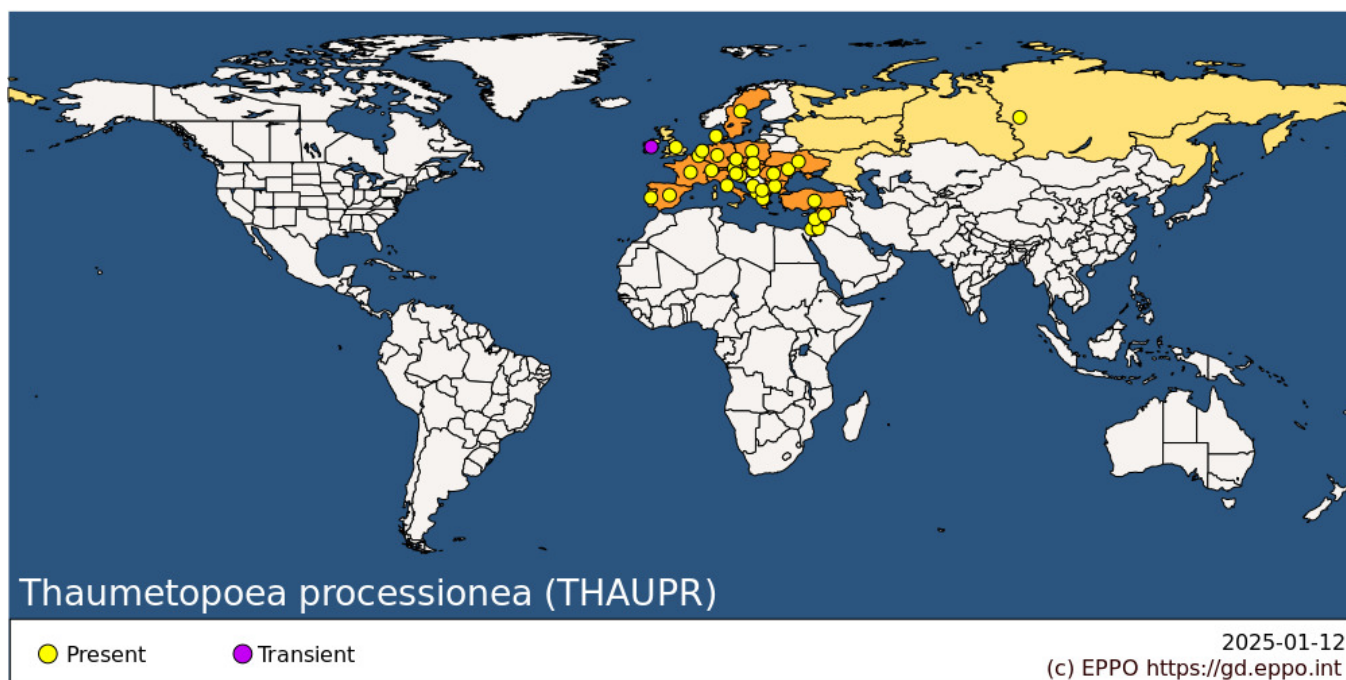 Thaumetopoea processionea (THAUPR)
Present
Transient
2025-01-12
(c) EPPO https://gd.eppo.int